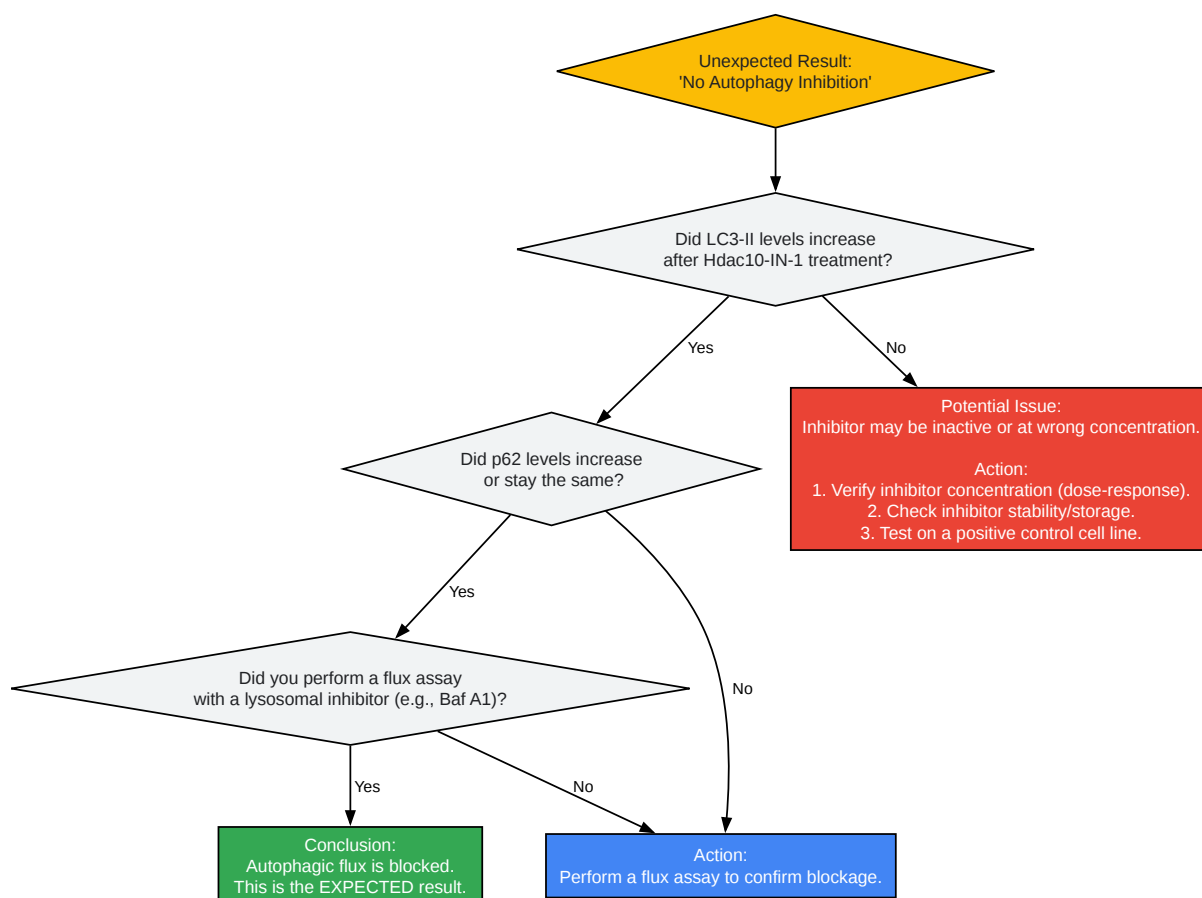 Unexpected Result:
'No Autophagy Inhibition'
Did LC3-II levels increase
after Hdac10-IN-1 treatment?
Yes
No
Potential Issue:
Inhibitor may be inactive or at wrong concentration.
Action:
1. Verify inhibitor concentration (dose-response).
2. Check inhibitor stability/storage.
3. Test on a positive control cell line.
Did p62 levels increase
or stay the same?
Yes
No
Did you perform a flux assay
with a lysosomal inhibitor (e.g., Baf A1)?
Yes
No
Conclusion:
Autophagic flux is blocked.
This is the EXPECTED result.
Action:
Perform a flux assay to confirm blockage.